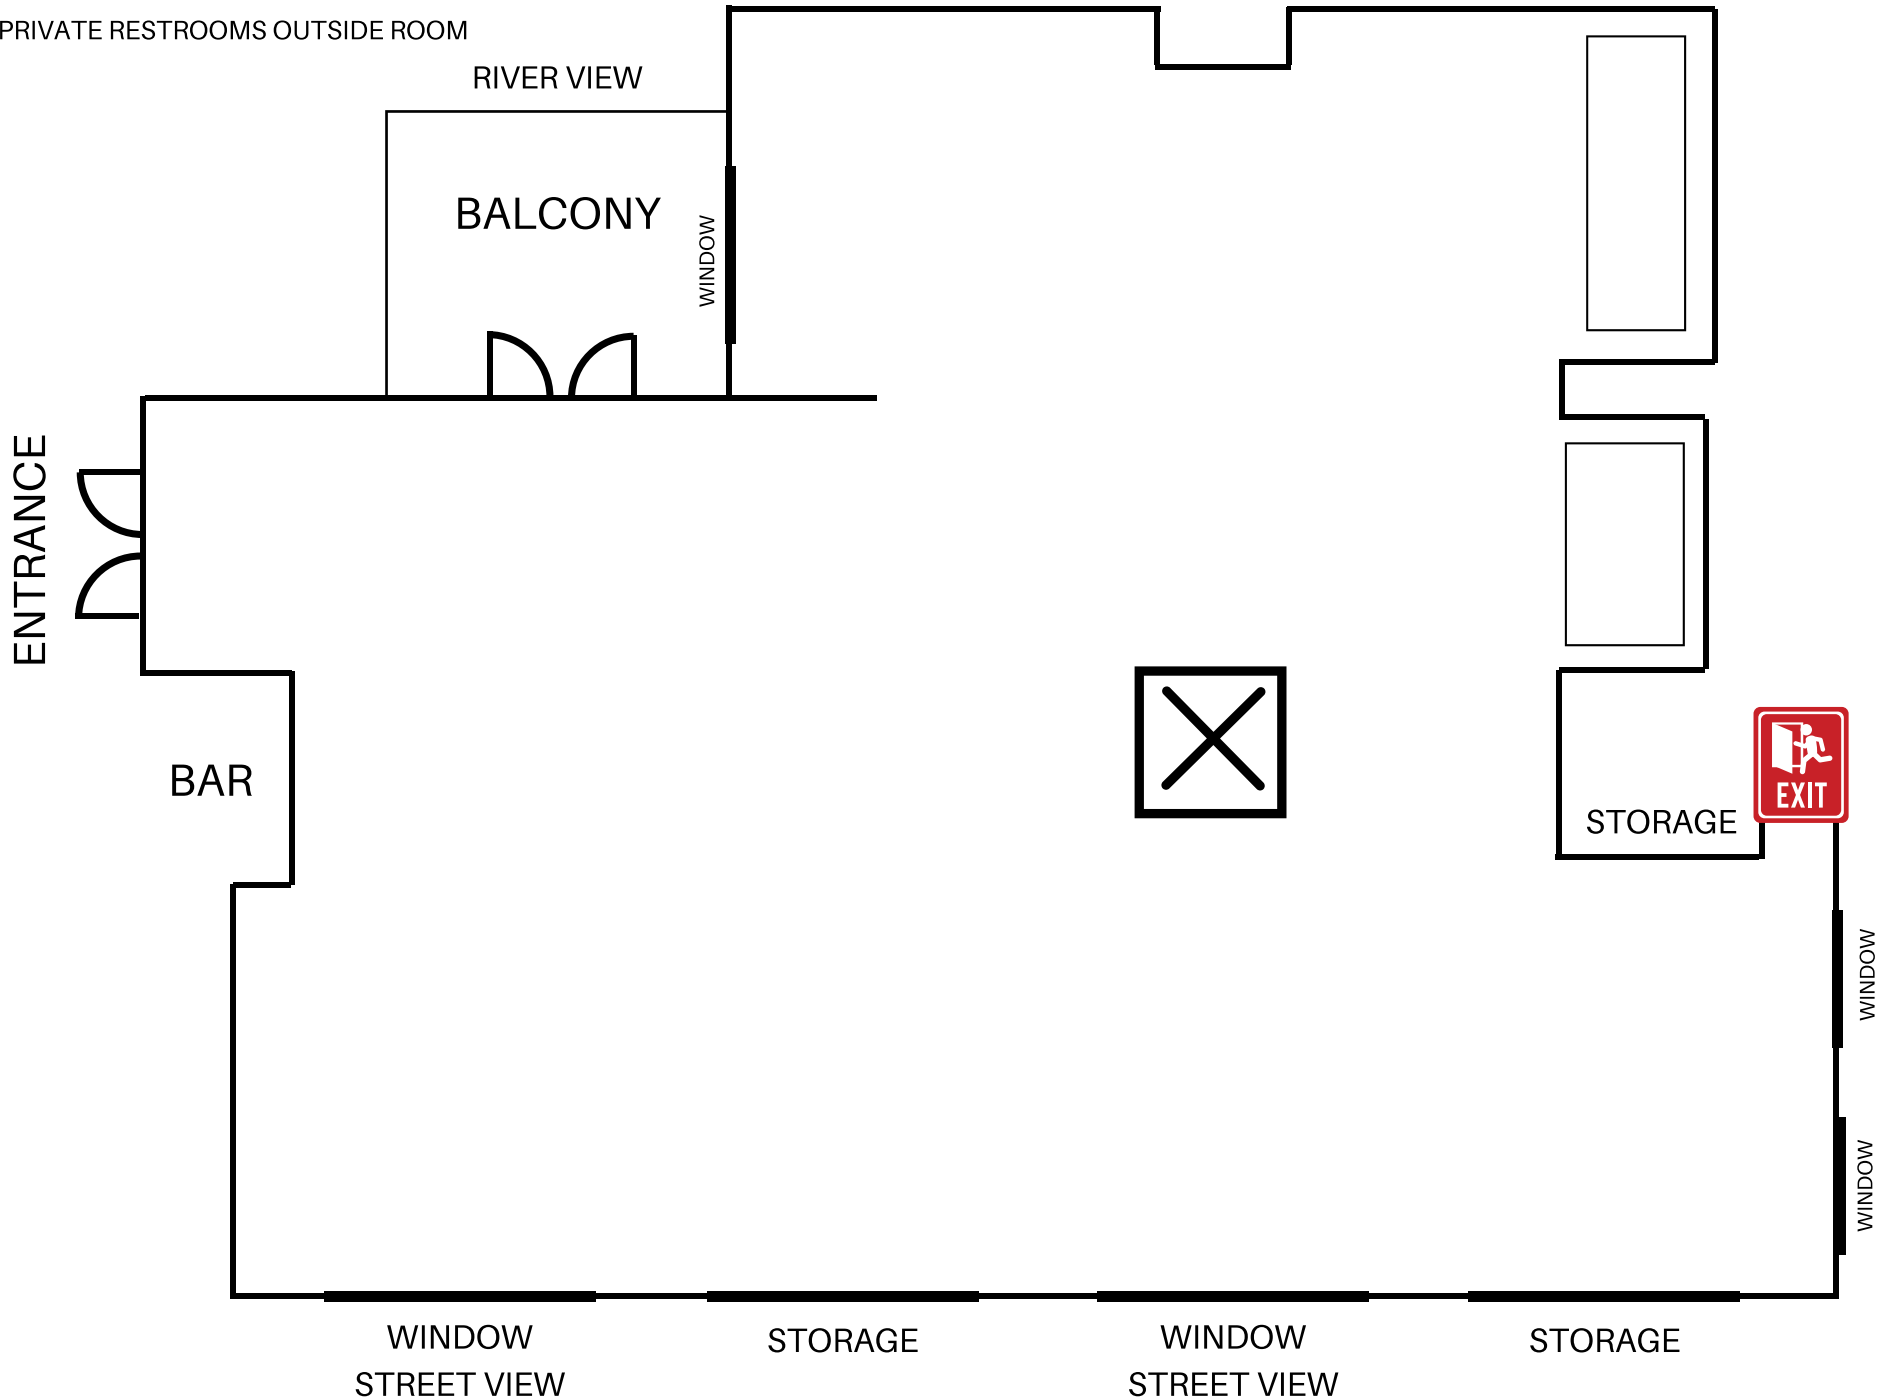 PRIVATE RESTROOMS OUTSIDE ROOM
RIVER VIEW
BALCONY
WINDOW
ENTRANCE
BAR
EXIT
STORAGE
WINDOW
WINDOW
WINDOW
STREET VIEW
STORAGE
WINDOW
STREET VIEW
STORAGE